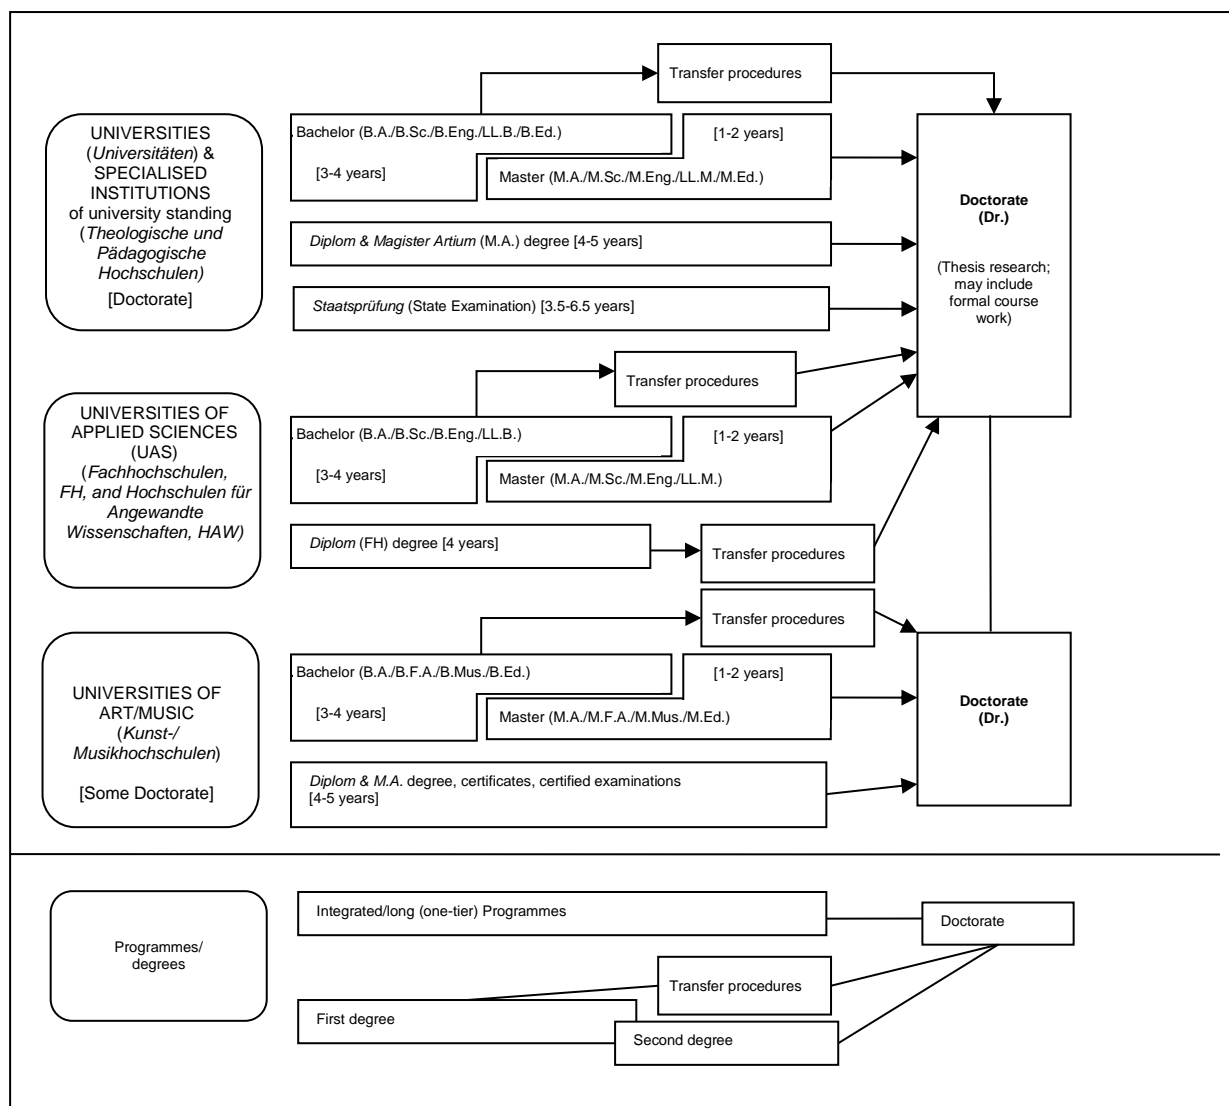 Transfer procedures
UNIVERSITIES
(Universitäten) &
SPECIALISED
INSTITUTIONS
of university standing
(Theologische und
Pädagogische
Hochschulen)
[Doctorate]
. Bachelor (B.A./B.Sc./B.Eng./LL.B./B.Ed.)
[3-4 years]
[1-2 years]
Master (M.A./M.Sc./M.Eng./LL.M./M.Ed.)
Diplom & Magister Artium (M.A.) degree [4-5 years]
Staatsprüfung (State Examination) [3.5-6.5 years]
Doctorate
(Dr.)
(Thesis research;
may include
formal course
work)
Transfer procedures
UNIVERSITIES OF
APPLIED SCIENCES
(UAS)
(Fachhochschulen,
FH, and Hochschulen für
Angewandte
Wissenschaften, HAW)
. Bachelor (B.A./B.Sc./B.Eng./LL.B.)
[3-4 years]
[1-2 years]
Master (M.A./M.Sc./M.Eng./LL.M.)
Diplom (FH) degree [4 years]
Transfer procedures
Transfer procedures
UNIVERSITIES OF
ART/MUSIC
(Kunst-/
Musikhochschulen)
[Some Doctorate]
. Bachelor (B.A./B.F.A./B.Mus./B.Ed.)
[3-4 years]
[1-2 years]
Master (M.A./M.F.A./M.Mus./M.Ed.)
Diplom & M.A. degree, certificates, certified examinations
[4-5 years]
Doctorate
(Dr.)
Programmes/
degrees
Integrated/long (one-tier) Programmes
Doctorate
Transfer procedures
First degree
Second degree